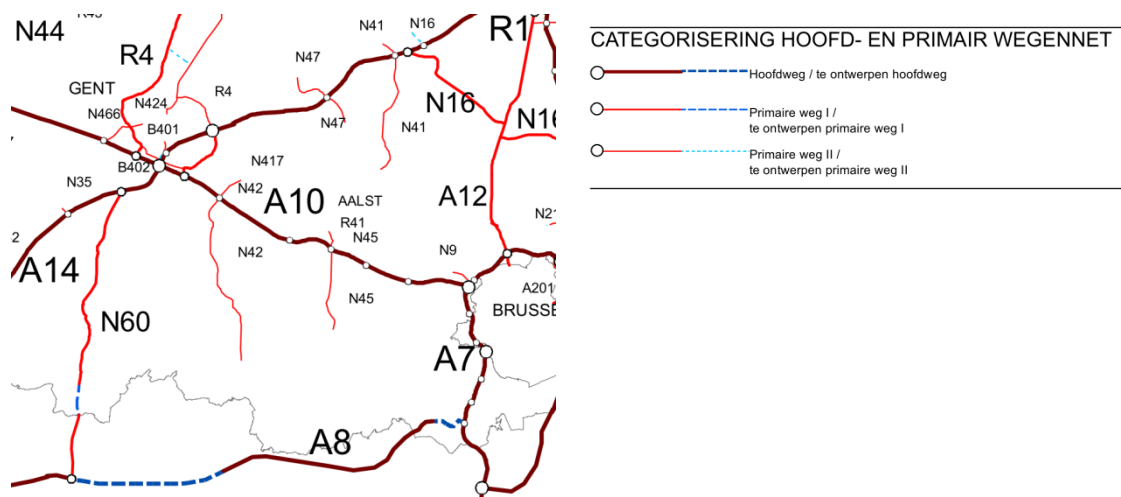 N44
R4
GENT
N466
N424
B401
R4
B402
N417
N35
N42
A10
N42
AALST
R41
N45
N45
N47
N47
N41
N16
N41
N16
R1
N16
A12
N21
N9
A201
BRUSSE
A14
N60
A7
A8
2
CATEGORISERING HOOFD- EN PRIMAIR WEGENNET
Hoofdweg / te ontwerpen hoofdweg
Primaire weg I /
te ontwerpen primaire weg I
Primaire weg II /
te ontwerpen primaire weg II